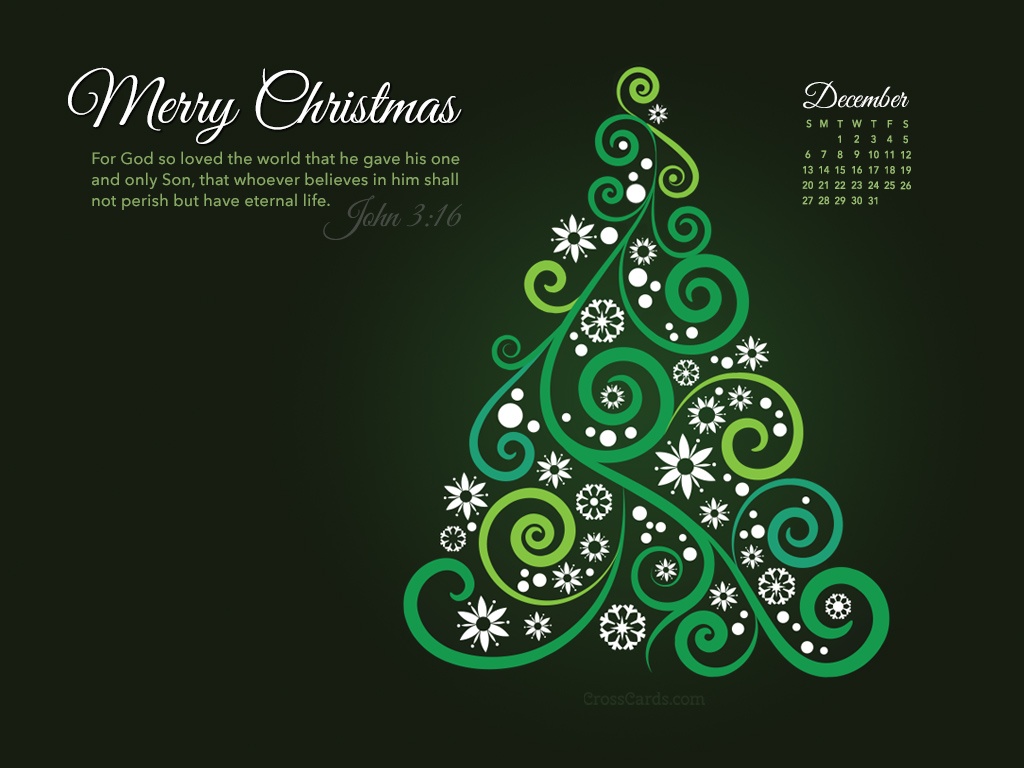 Merry Christmas
For God so loved the world that he gave his one
and only Son, that whoever believes in him shall
not perish but have eternal life.
John 3:16
December
S M T W T F S
1 2 3 4 5
6 7 8 9 10 11 12
13 14 15 16 17 18 19
20 21 22 23 24 25 26
27 28 29 30 31
CrossCards.com